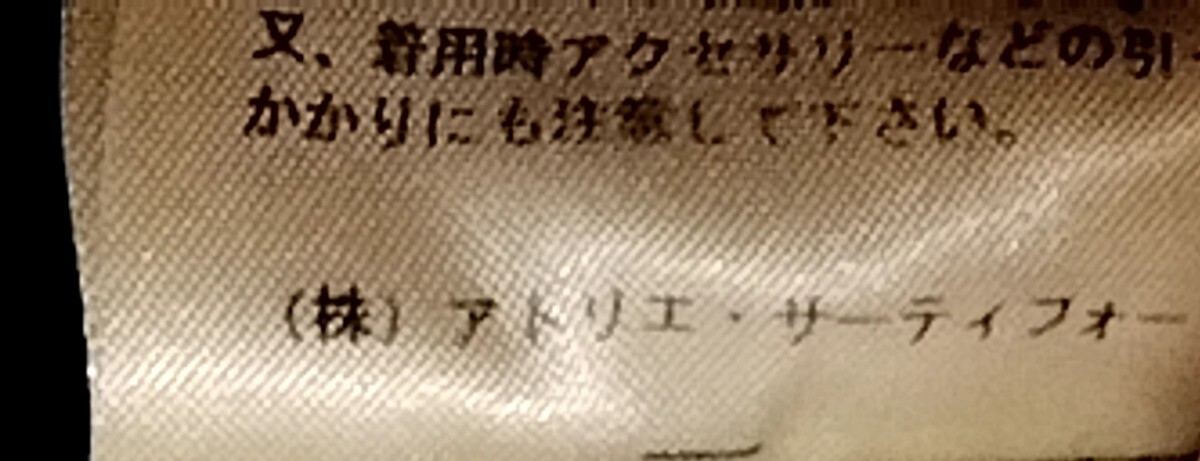 又、着用時アクセサリーなどの引
かかりにも注意して下さい。
(株)アトリエ・サーティフォー